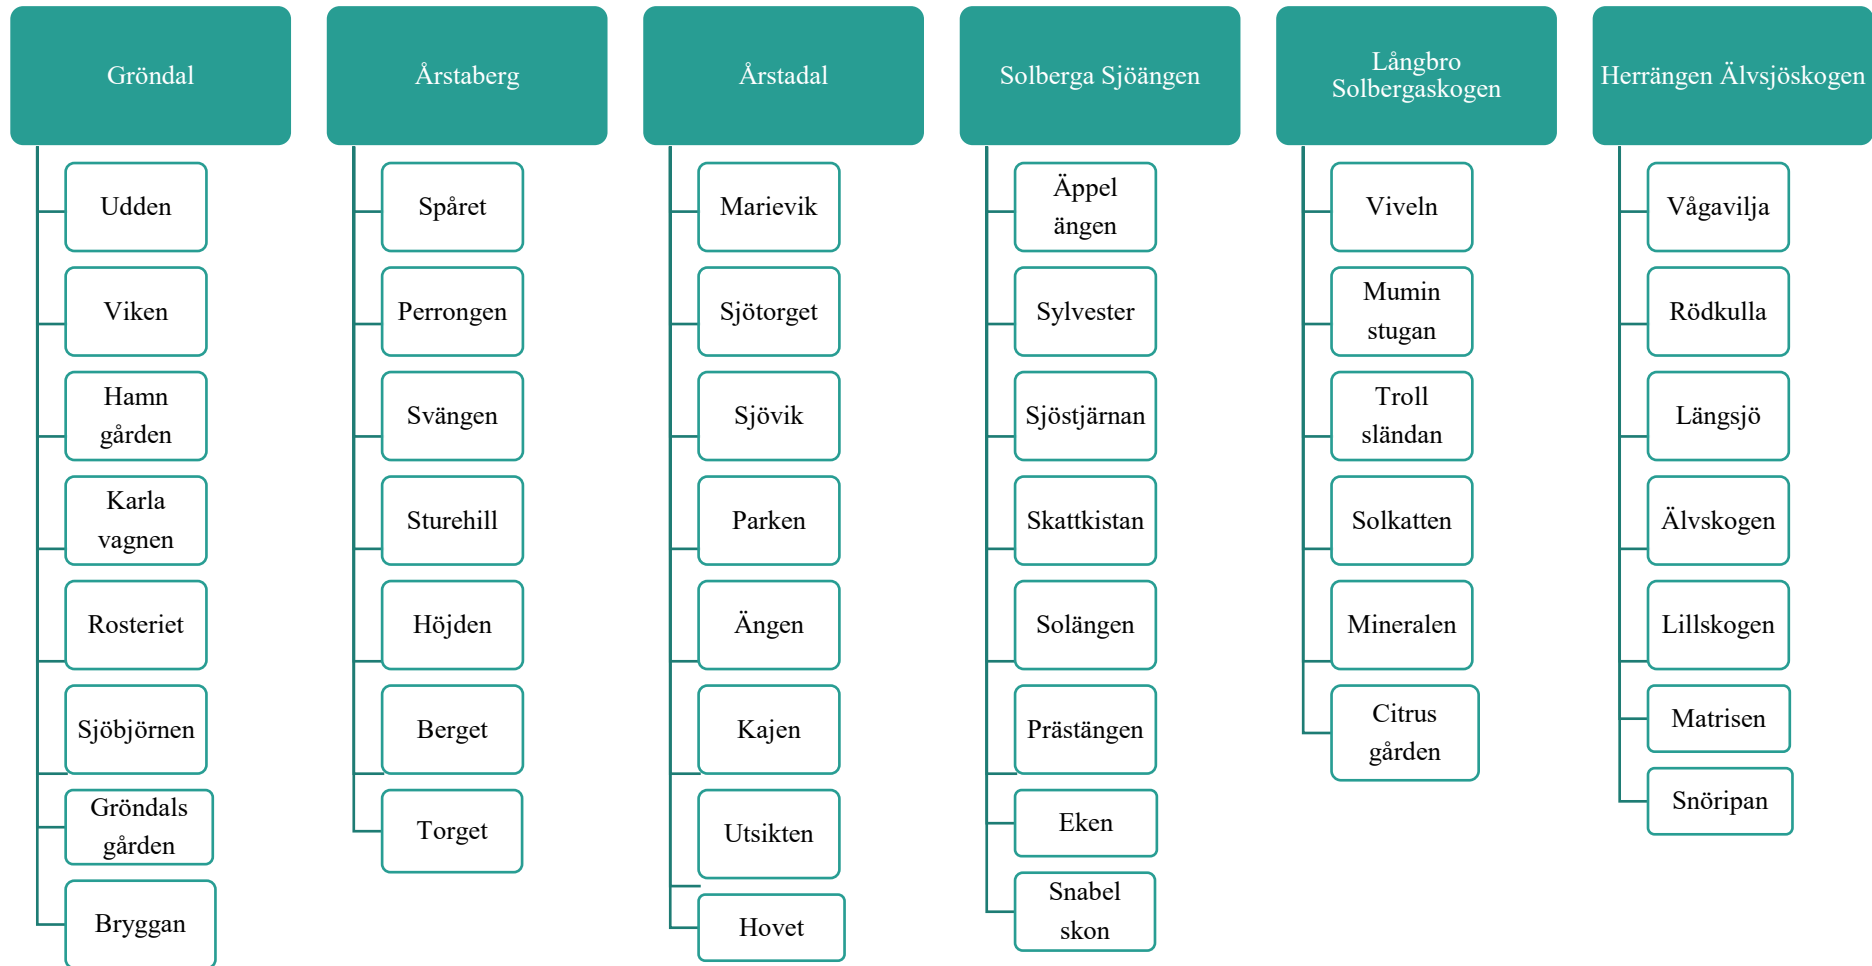 Gröndal
Udden
Viken
Hamn
gården
Karla
vagnen
Rosteriet
Sjöbjörnen
Gröndals
gården
Bryggan
Årstaberg
Spåret
Perrongen
Svängen
Sturehill
Höjden
Berget
Torget
Årstadal
Marievik
Sjötorget
Sjövik
Parken
Ängen
Kajen
Utsikten
Hovet
Solberga Sjöängen
Äppel
ängen
Sylvester
Sjöstjärnan
Skattkistan
Solängen
Prästängen
Eken
Snabel
skon
Långbro
Solbergaskogen
Viveln
Mumin
stugan
Troll
sländan
Solkatten
Mineralen
Citrus
gården
Herrängen Älvsjöskogen
Vågavilja
Rödkulla
Längsjö
Älvskogen
Lillskogen
Matrisen
Snöripan